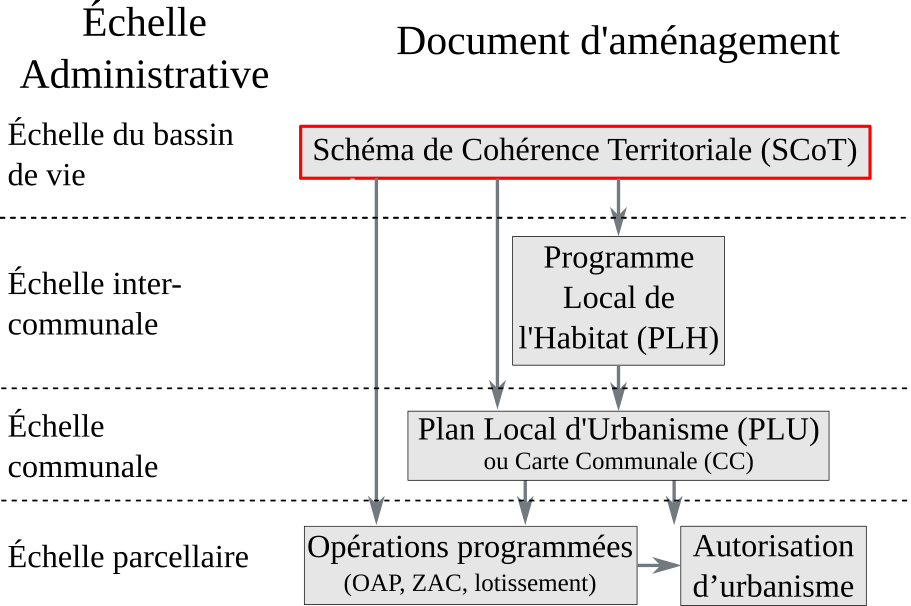 Échelle
Administrative
Document d'aménagement
Échelle du bassin
de vie
Schéma de Cohérence Territoriale (SCoT)
Échelle inter-
communale
Programme
Local de
l'Habitat (PLH)
Échelle
communale
Plan Local d'Urbanisme (PLU)
ou Carte Communale (CC)
Échelle parcellaire
Opérations programmées
(OAP, ZAC, lotissement)
Autorisation
d’urbanisme